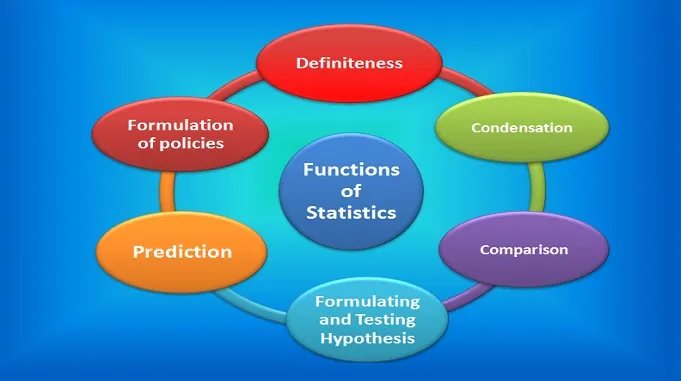 Definiteness
Condensation
Comparison
Formulating
and Testing
Hypothesis
Prediction
Formulation
of policies
Functions
of
Statistics